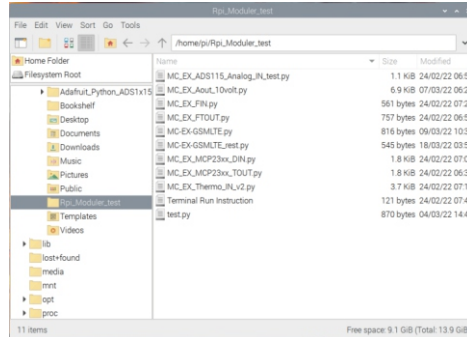 Rpi_Moduler_test
File Edit View Sort Go Tools
/home/pi/Rpi_Moduler_test
Home Folder
Filesystem Root
Adafruit_Python_ADS1x15
Bookshelf
Desktop
Documents
Downloads
Music
Pictures
Public
Rpi_Moduler_test
Templates
Videos
lib
lost+found
media
mnt
opt
proc
Name Size Modified
MC_EX_ADS115_Analog_IN_test.py 1.1 KiB 24/02/22 06:5
MC_EX_Aout_10volt.py 6.9 KiB 07/03/22 06:2
MC_EX_FIN.py 561 bytes 24/02/22 07:2
MC_EX_FTOUT.py 757 bytes 24/02/22 06:5
MC-EX-GSMLTE.py 816 bytes 09/03/22 10:3
MC-EX-GSMLTE_rest.py 545 bytes 18/03/22 03:5
MC_EX_MCP23xx_DIN.py 1.8 KiB 24/02/22 07:0
MC_EX_MCP23xx_TOUT.py 1.8 KiB 24/02/22 06:3
MC_EX_Thermo_IN_v2.py 3.7 KiB 24/02/22 07:1
Terminal Run Instruction 121 bytes 24/02/22 07:4
test.py 870 bytes 04/03/22 14:4
11 items Free space: 9.1 GiB (Total: 13.9 GiB